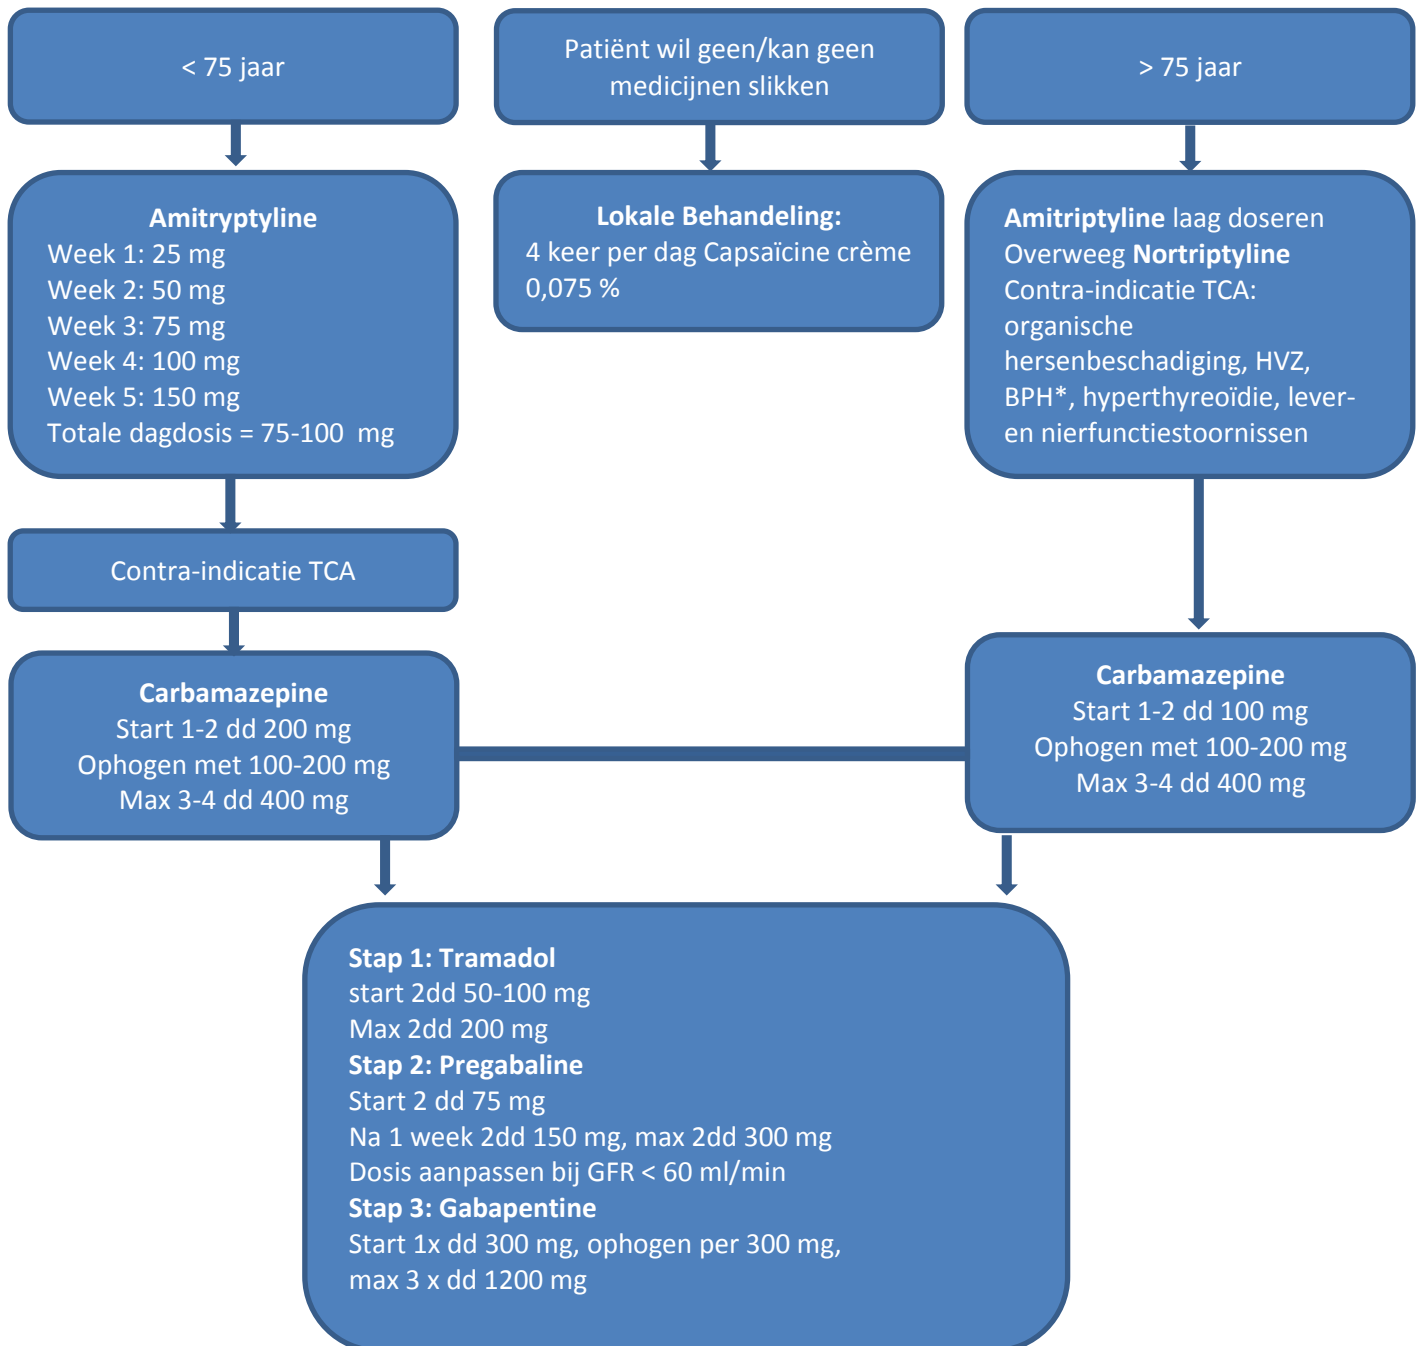 < 75 jaar
Patiënt wil geen/kan geen
medicijnen slikken
> 75 jaar
Amitryptyline
Week 1: 25 mg
Week 2: 50 mg
Week 3: 75 mg
Week 4: 100 mg
Week 5: 150 mg
Totale dagdosis = 75-100 mg
Lokale Behandeling:
4 keer per dag Capsaïcine crème
0,075 %
Amitriptyline laag doseren
Overweeg Nortriptyline
Contra-indicatie TCA:
organische
hersenbeschadiging, HVZ,
BPH*, hyperthyreoïdie, lever-
en nierfunctiestoornissen
Contra-indicatie TCA
Carbamazepine
Start 1-2 dd 200 mg
Ophogen met 100-200 mg
Max 3-4 dd 400 mg
Carbamazepine
Start 1-2 dd 100 mg
Ophogen met 100-200 mg
Max 3-4 dd 400 mg
Stap 1: Tramadol
start 2dd 50-100 mg
Max 2dd 200 mg
Stap 2: Pregabaline
Start 2 dd 75 mg
Na 1 week 2dd 150 mg, max 2dd 300 mg
Dosis aanpassen bij GFR < 60 ml/min
Stap 3: Gabapentine
Start 1x dd 300 mg, ophogen per 300 mg,
max 3 x dd 1200 mg